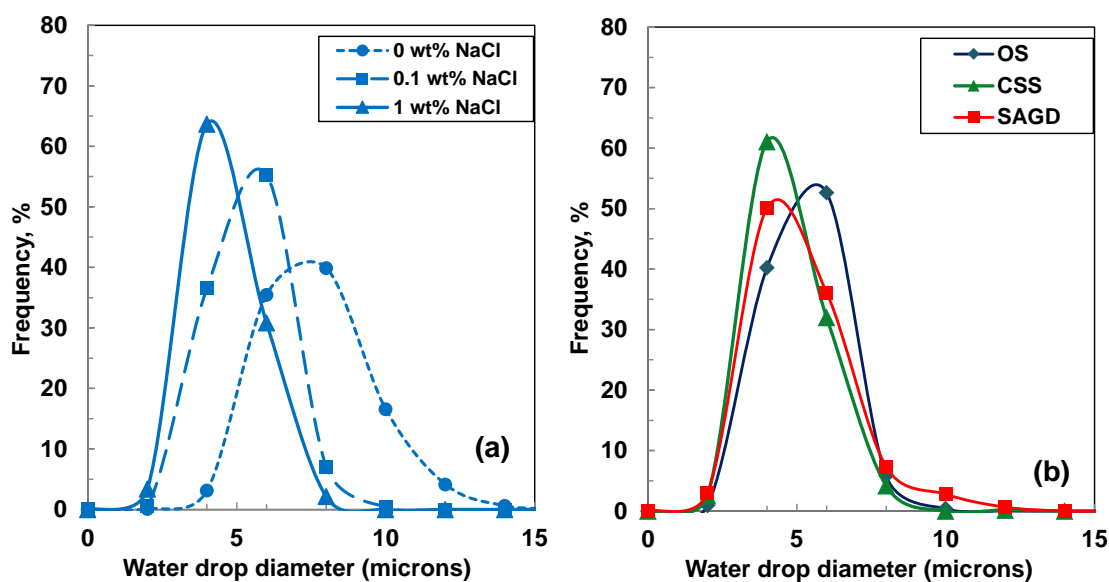 80
70
60
50
40
30
20
10
0
Frequency, %
0 wt% NaCl
0.1 wt% NaCl
1 wt% NaCl
(a)
0 5 10 15
Water drop diameter (microns)
80
70
60
50
40
30
20
10
0
Frequency, %
OS
CSS
SAGD
(b)
0 5 10 15
Water drop diameter (microns)